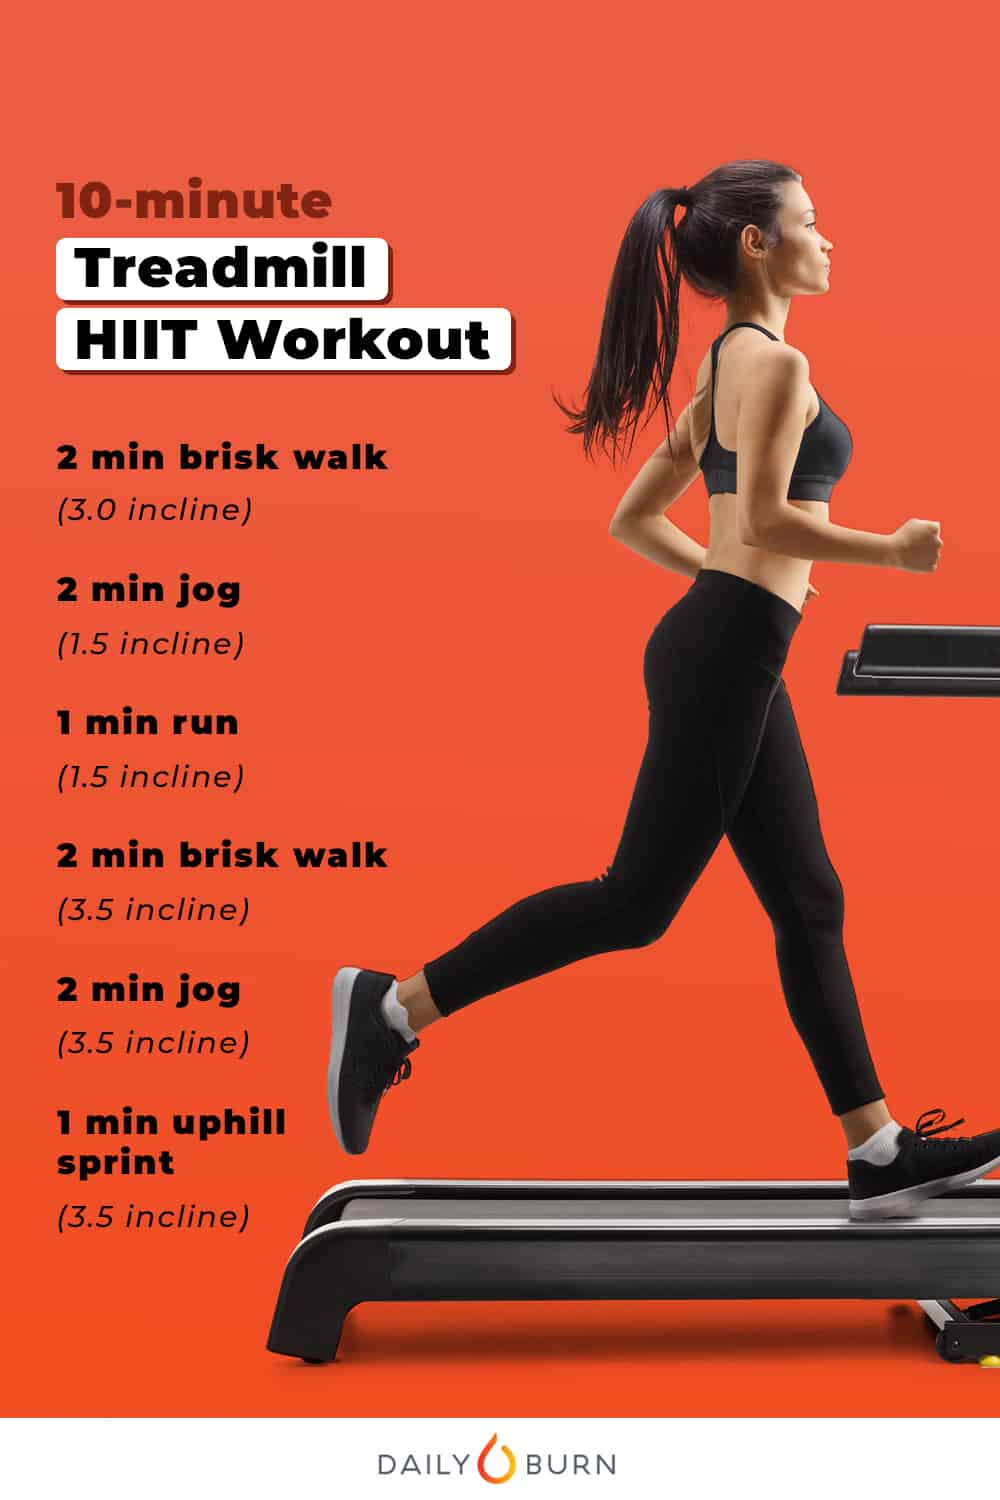 10-minute
Treadmill
HIIT Workout
2 min brisk walk
(3.0 incline)
2 min jog
(1.5 incline)
1 min run
(1.5 incline)
2 min brisk walk
(3.5 incline)
2 min jog
(3.5 incline)
1 min uphill
sprint
(3.5 incline)
DAILY BURN